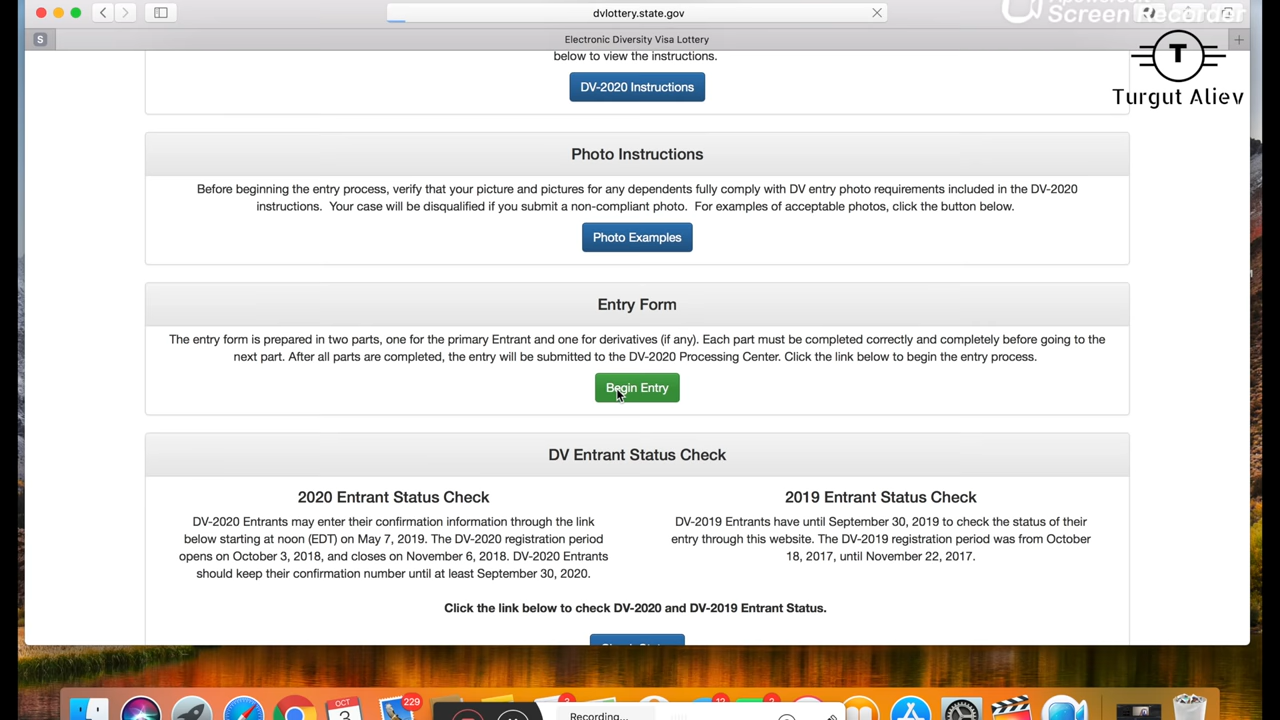 dvlottery.state.gov
Screen Recorder
Electronic Diversity Visa Lottery
T
Turgut Aliev
below to view the instructions.
DV-2020 Instructions
Photo Instructions
Before beginning the entry process, verify that your picture and pictures for any dependents fully comply with DV entry photo requirements included in the DV-2020
instructions. Your case will be disqualified if you submit a non-compliant photo. For examples of acceptable photos, click the button below.
Photo Examples
Entry Form
The entry form is prepared in two parts, one for the primary Entrant and one for derivatives (if any). Each part must be completed correctly and completely before going to the
next part. After all parts are completed, the entry will be submitted to the DV-2020 Processing Center. Click the link below to begin the entry process.
Begin Entry
DV Entrant Status Check
2020 Entrant Status Check
DV-2020 Entrants may enter their confirmation information through the link
below starting at noon (EDT) on May 7, 2019. The DV-2020 registration period
opens on October 3, 2018, and closes on November 6, 2018. DV-2020 Entrants
should keep their confirmation number until at least September 30, 2020.
2019 Entrant Status Check
DV-2019 Entrants have until September 30, 2019 to check the status of their
entry through this website. The DV-2019 registration period was from October
18, 2017, until November 22, 2017.
Click the link below to check DV-2020 and DV-2019 Entrant Status.
OCT
3
229
3
12
2
Recording...